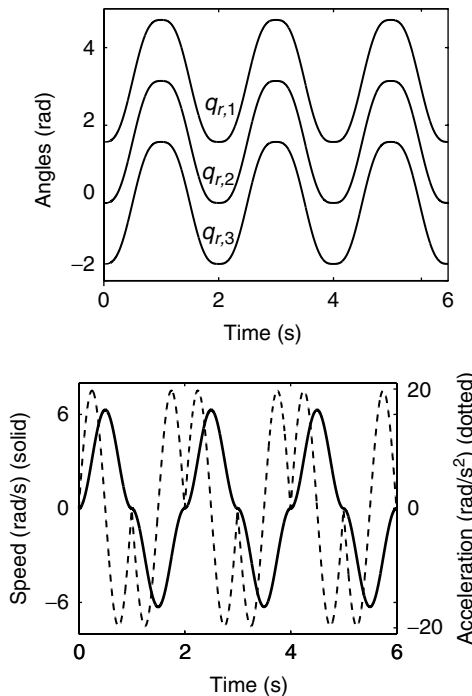 4
2
0
−2
Angles (rad)
q_{r,1}
q_{r,2}
q_{r,3}
0 2 4 6
Time (s)
6
0
−6
Speed (rad/s) (solid)
20
0
−20
Acceleration (rad/s²) (dotted)
0 2 4 6
Time (s)